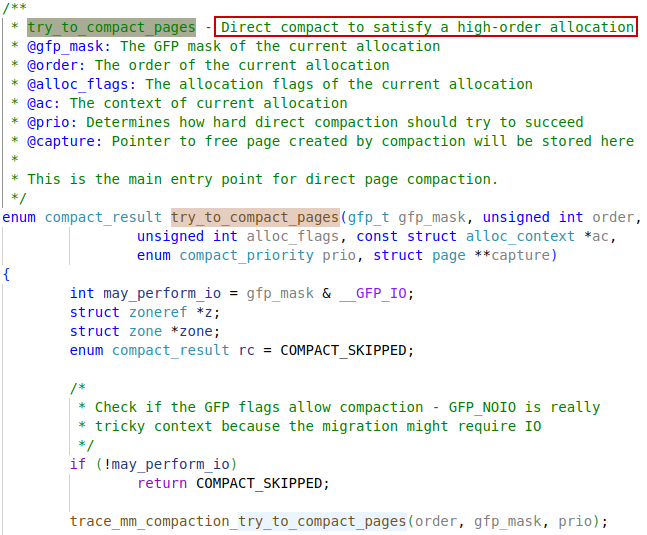 /**
 * try_to_compact_pages - Direct compact to satisfy a high-order allocation
 * @gfp_mask: The GFP mask of the current allocation
 * @order: The order of the current allocation
 * @alloc_flags: The allocation flags of the current allocation
 * @ac: The context of current allocation
 * @prio: Determines how hard direct compaction should try to succeed
 * @capture: Pointer to free page created by compaction will be stored here
 *
 * This is the main entry point for direct page compaction.
 */
enum compact_result try_to_compact_pages(gfp_t gfp_mask, unsigned int order,
                unsigned int alloc_flags, const struct alloc_context *ac,
                enum compact_priority prio, struct page **capture)
{
        int may_perform_io = gfp_mask & __GFP_IO;
        struct zoneref *z;
        struct zone *zone;
        enum compact_result rc = COMPACT_SKIPPED;

        /*
         * Check if the GFP flags allow compaction - GFP_NOIO is really
         * tricky context because the migration might require IO
         */
        if (!may_perform_io)
                return COMPACT_SKIPPED;

        trace_mm_compaction_try_to_compact_pages(order, gfp_mask, prio);